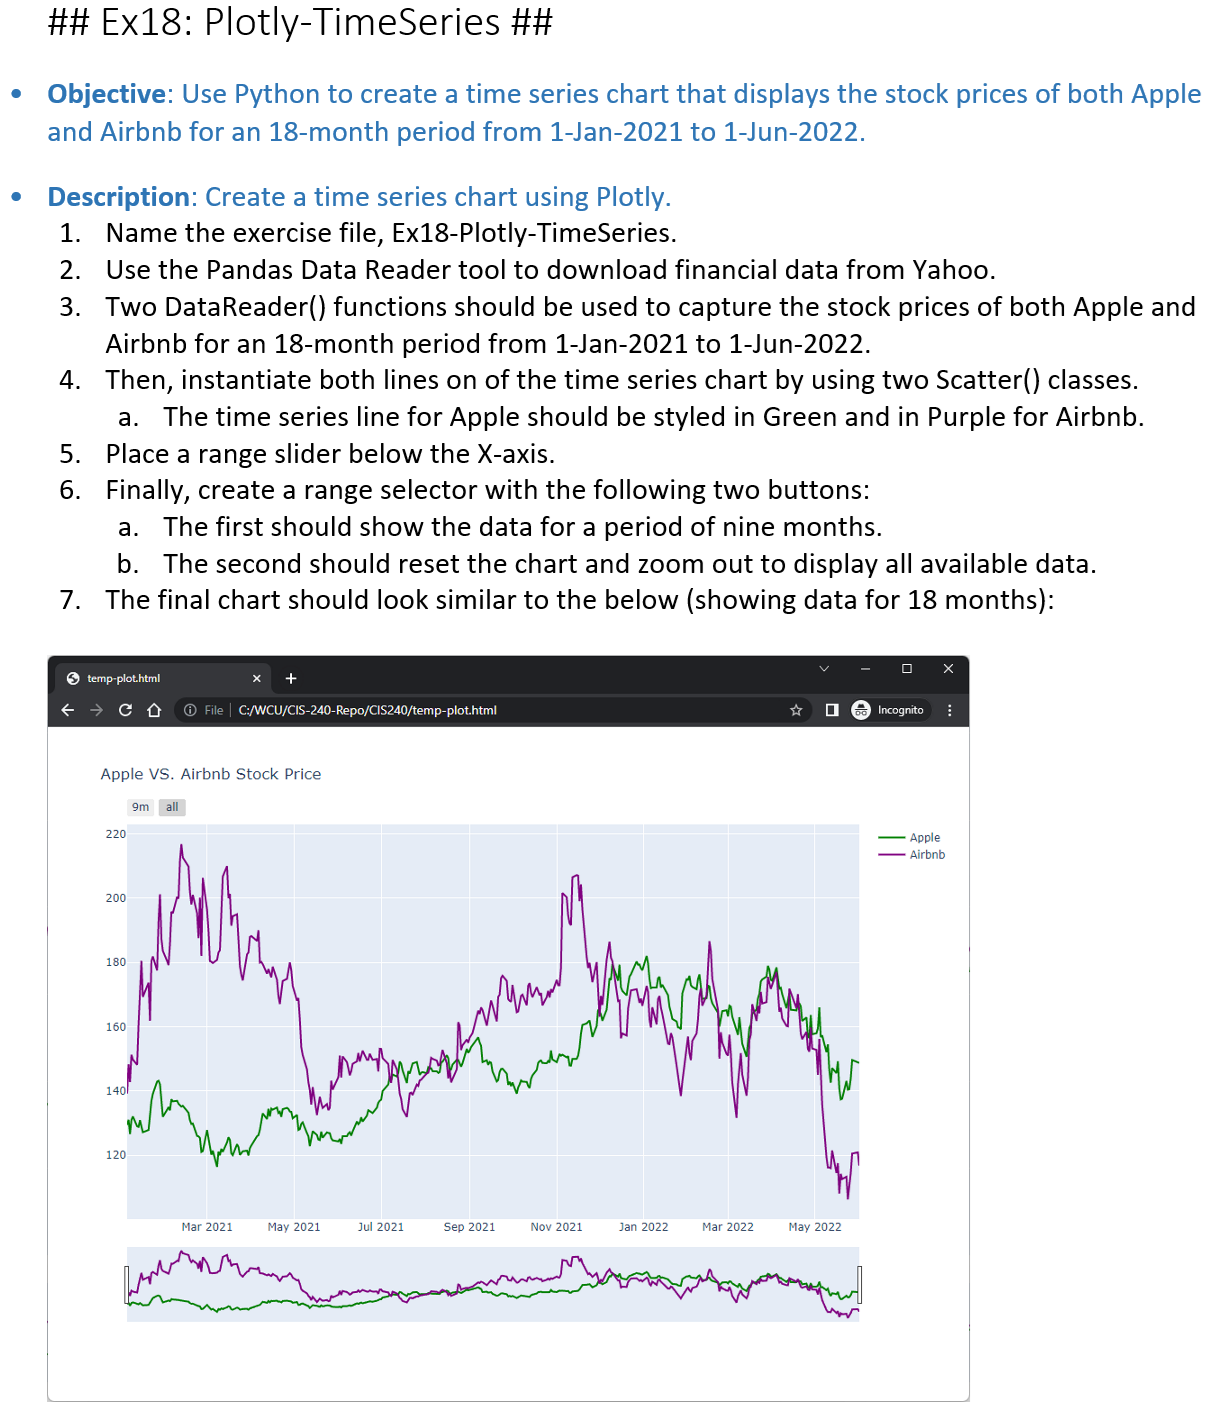 ## Ex18: Plotly-TimeSeries ##
• Objective: Use Python to create a time series chart that displays the stock prices of both Apple
and Airbnb for an 18-month period from 1-Jan-2021 to 1-Jun-2022.
• Description: Create a time series chart using Plotly.
1. Name the exercise file, Ex18-Plotly-TimeSeries.
2. Use the Pandas Data Reader tool to download financial data from Yahoo.
3. Two DataReader() functions should be used to capture the stock prices of both Apple and
Airbnb for an 18-month period from 1-Jan-2021 to 1-Jun-2022.
4. Then, instantiate both lines on of the time series chart by using two Scatter() classes.
a. The time series line for Apple should be styled in Green and in Purple for Airbnb.
5. Place a range slider below the X-axis.
6. Finally, create a range selector with the following two buttons:
a. The first should show the data for a period of nine months.
b. The second should reset the chart and zoom out to display all available data.
7. The final chart should look similar to the below (showing data for 18 months):
temp-plot.html
File | C:/WCU/CIS-240-Repo/CIS240/temp-plot.html
Incognito
Apple VS. Airbnb Stock Price
9m all
Apple
Airbnb
220
200
180
160
140
120
Mar 2021 May 2021 Jul 2021 Sep 2021 Nov 2021 Jan 2022 Mar 2022 May 2022